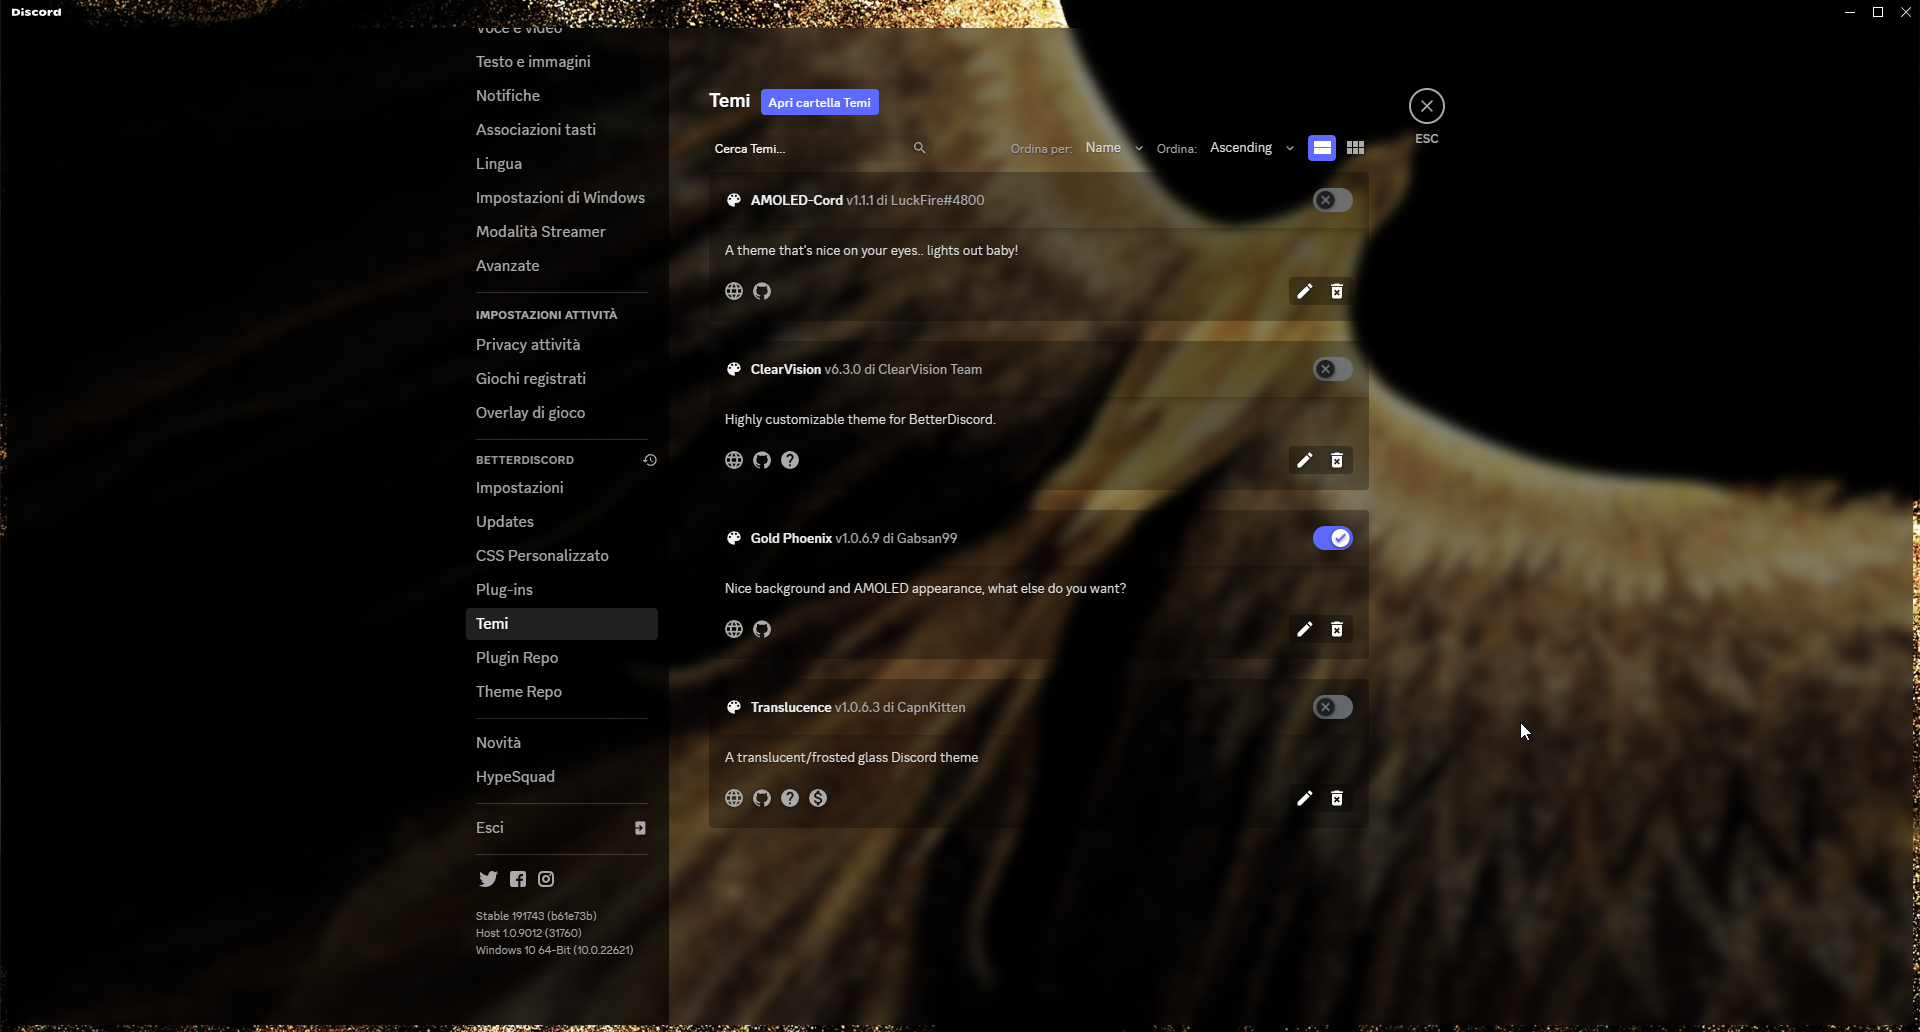 Discord
Voce e video
Testo e immagini
Notifiche
Associazioni tasti
Lingua
Impostazioni di Windows
Modalità Streamer
Avanzate
IMPOSTAZIONI ATTIVITÀ
Privacy attività
Giochi registrati
Overlay di gioco
BETTERDISCORD
Impostazioni
Updates
CSS Personalizzato
Plug-ins
Temi
Plugin Repo
Theme Repo
Novità
HypeSquad
Esci
Stable 191743 (b61e73b)
Host 1.0.9012 (31760)
Windows 10 64-Bit (10.0.22621)
Temi Apri cartella Temi
ESC
Cerca Temi... Ordina per: Name Ordina: Ascending
AMOLED-Cord v1.1.1 di LuckFire#4800
A theme that's nice on your eyes.. lights out baby!
ClearVision v6.3.0 di ClearVision Team
Highly customizable theme for BetterDiscord.
Gold Phoenix v1.0.6.9 di Gabsan99
Nice background and AMOLED appearance, what else do you want?
Translucence v1.0.6.3 di CapnKitten
A translucent/frosted glass Discord theme